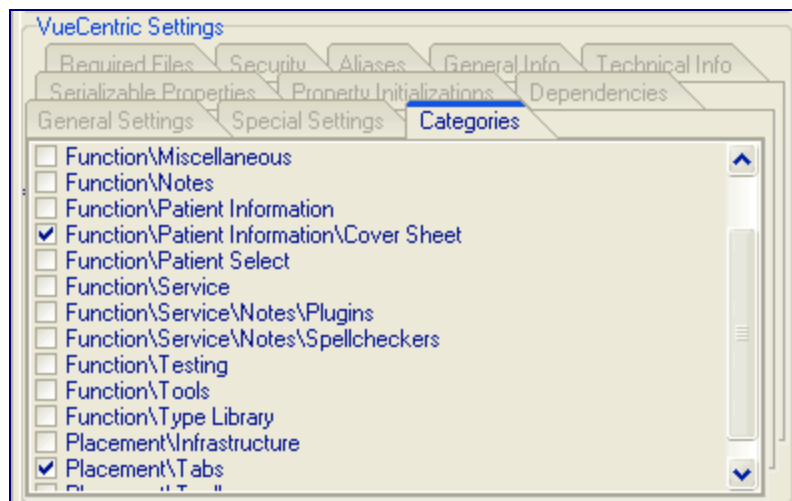 VueCentric Settings
Required Files Security Aliases General Info Technical Info
Serializable Properties Property Initializations Dependencies
General Settings Special Settings Categories
Function\Miscellaneous
Function\Notes
Function\Patient Information
Function\Patient Information\Cover Sheet
Function\Patient Select
Function\Service
Function\Service\Notes\Plugins
Function\Service\Notes\Spellcheckers
Function\Testing
Function\Tools
Function\Type Library
Placement\Infrastructure
Placement\Tabs